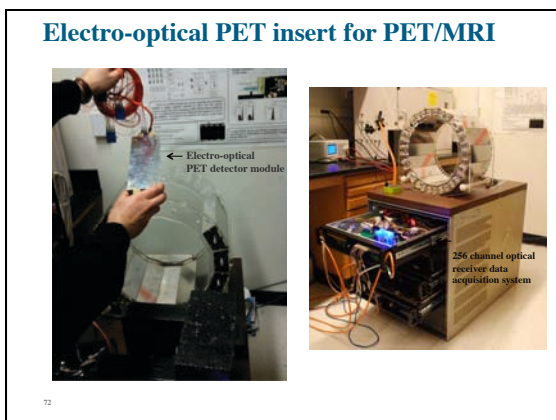 Electro-optical PET insert for PET/MRI
Electro-optical
PET detector module
256 channel optical
receiver data
acquisition system
72